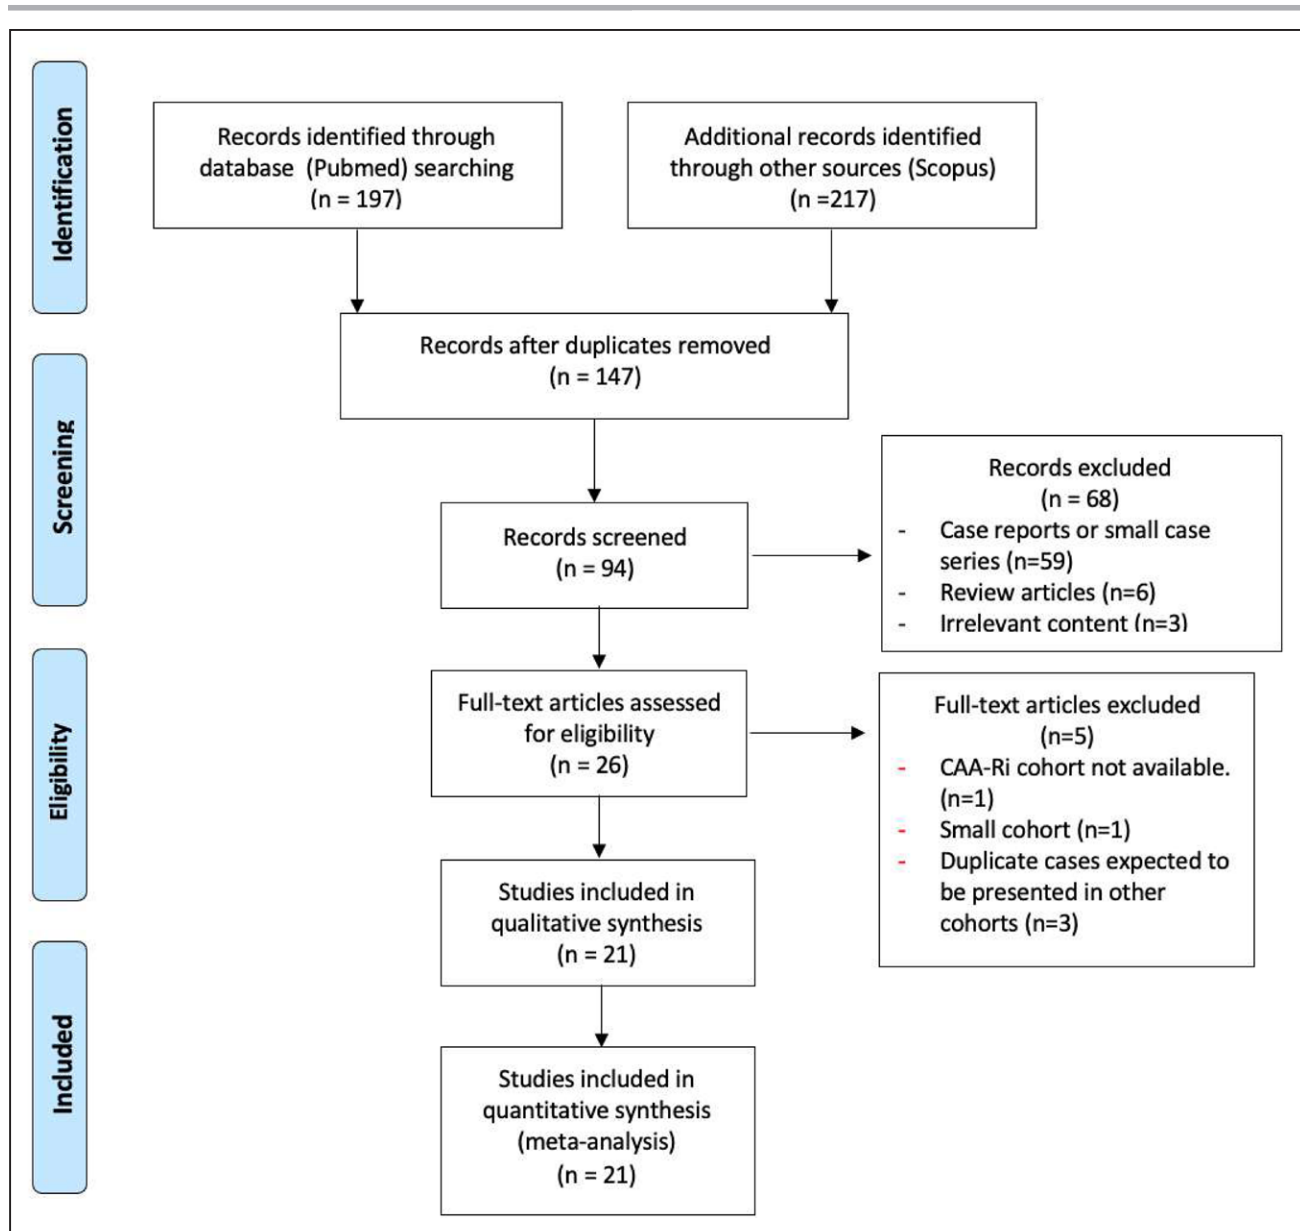 Identification
Records identified through
database  (Pubmed) searching
(n = 197)
Additional records identified
through other sources (Scopus)
(n =217)
Records after duplicates removed
(n = 147)
Screening
Records screened
(n = 94)
Records excluded
(n = 68)
- Case reports or small case
series (n=59)
- Review articles (n=6)
- Irrelevant content (n=3)
Eligibility
Full-text articles assessed
for eligibility
(n = 26)
Full-text articles excluded
(n=5)
- CAA-Ri cohort not available.
(n=1)
- Small cohort (n=1)
- Duplicate cases expected to
be presented in other
cohorts (n=3)
Studies included in
qualitative synthesis
(n = 21)
Included
Studies included in
quantitative synthesis
(meta-analysis)
(n = 21)